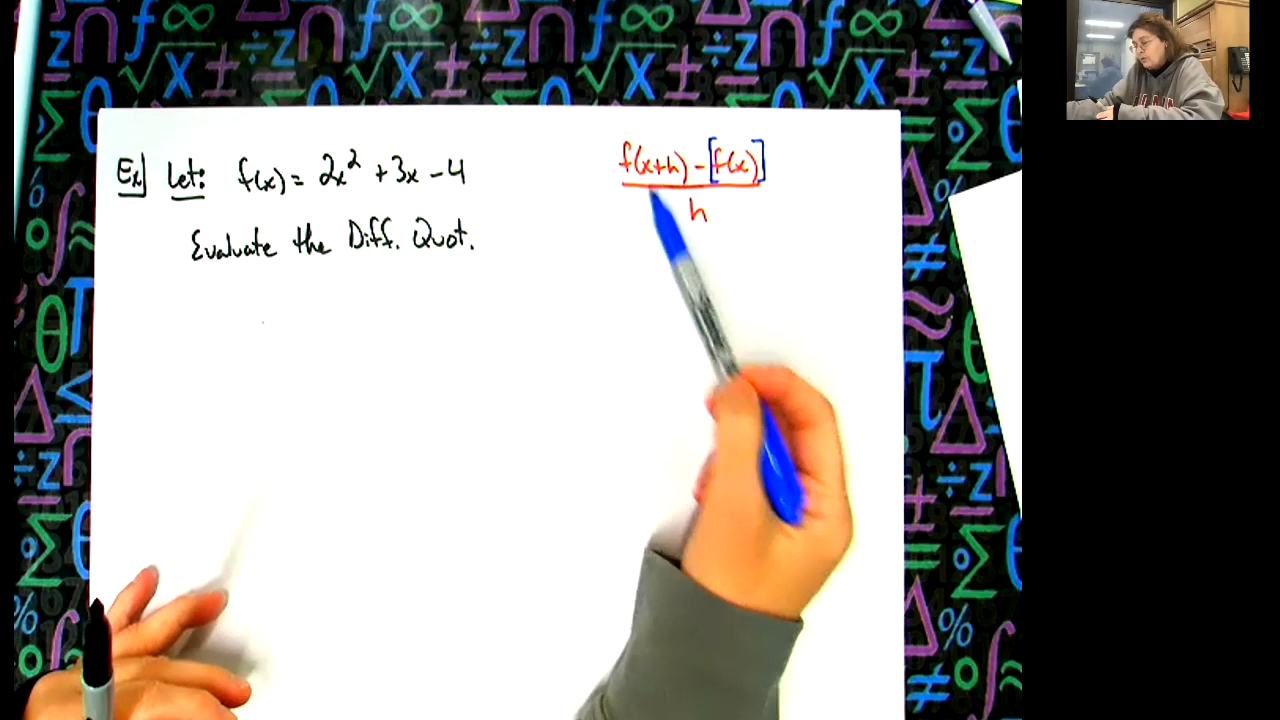 Ex] Let: f(x) = 2x² + 3x - 4
Evaluate the Diff. Quot.
f(x+h) - [f(x)]
h